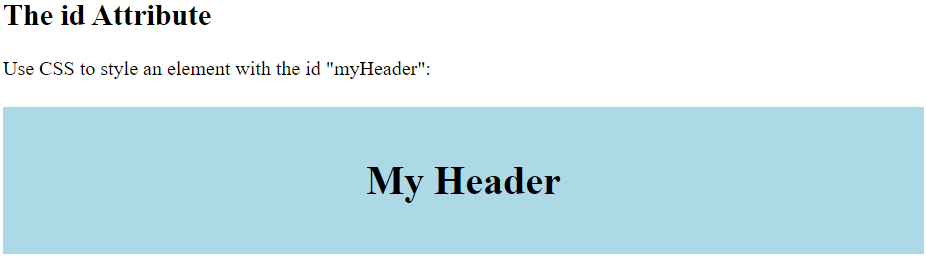 The id Attribute
Use CSS to style an element with the id "myHeader":
My Header